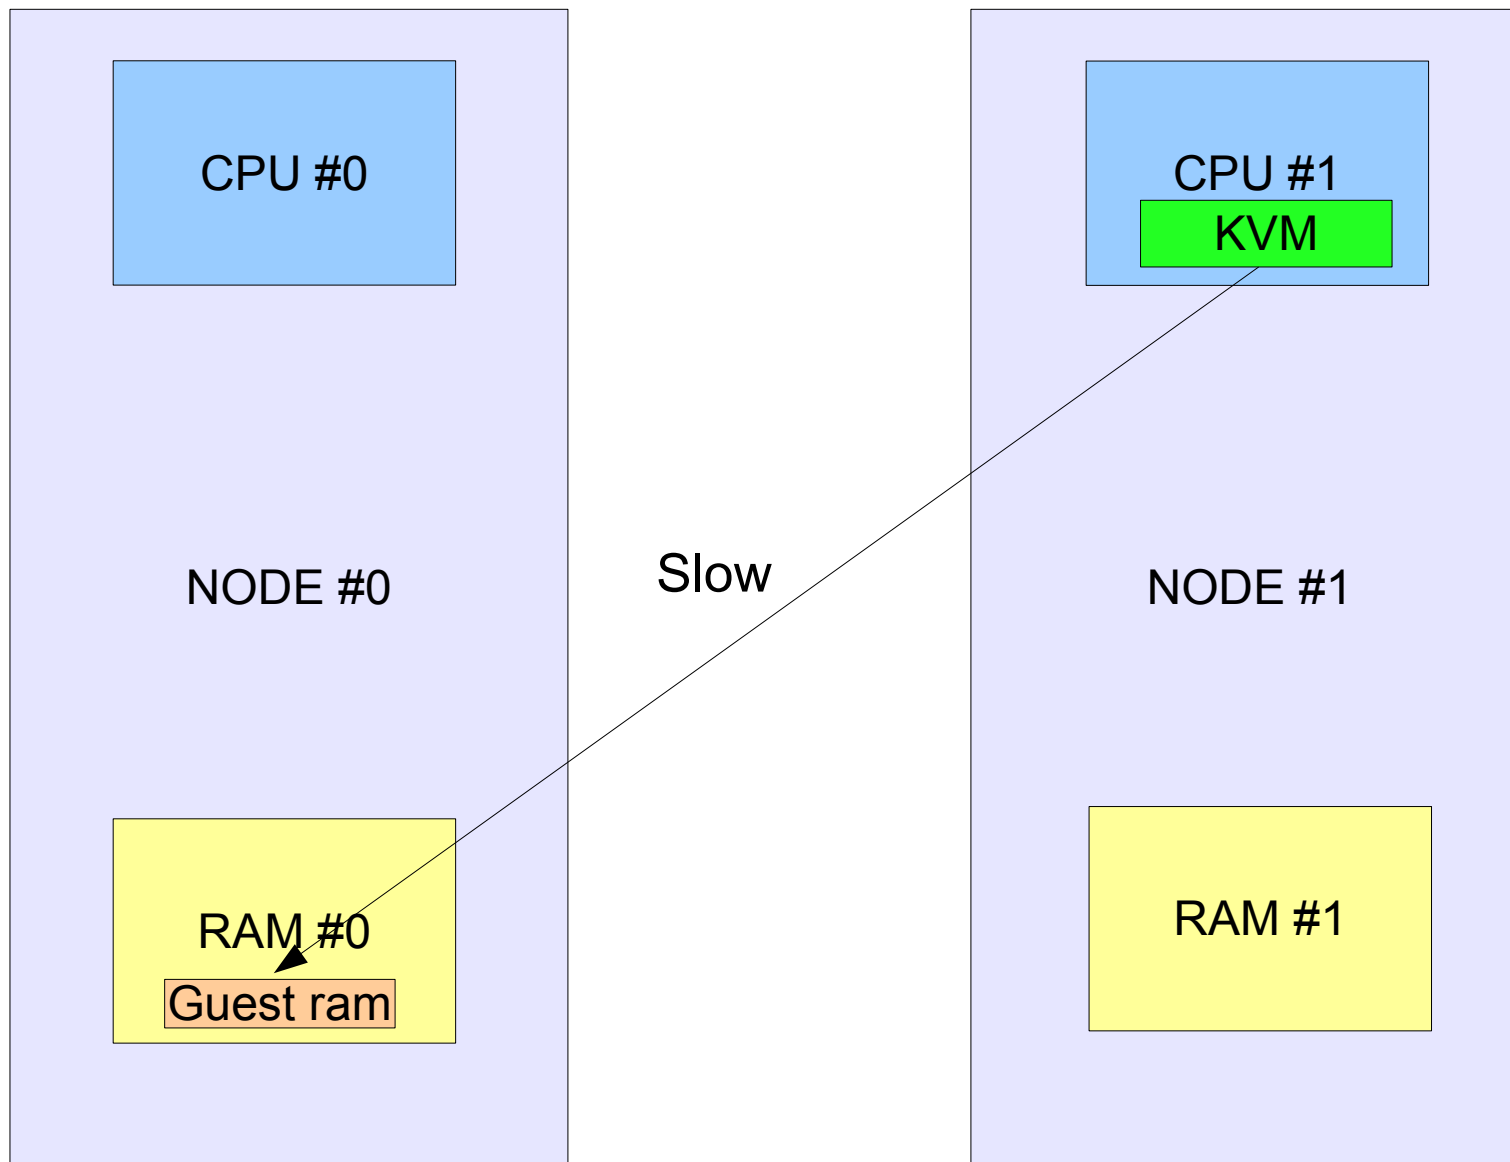 CPU #0
CPU #1
KVM
NODE #0
Slow
NODE #1
RAM #0
Guest ram
RAM #1